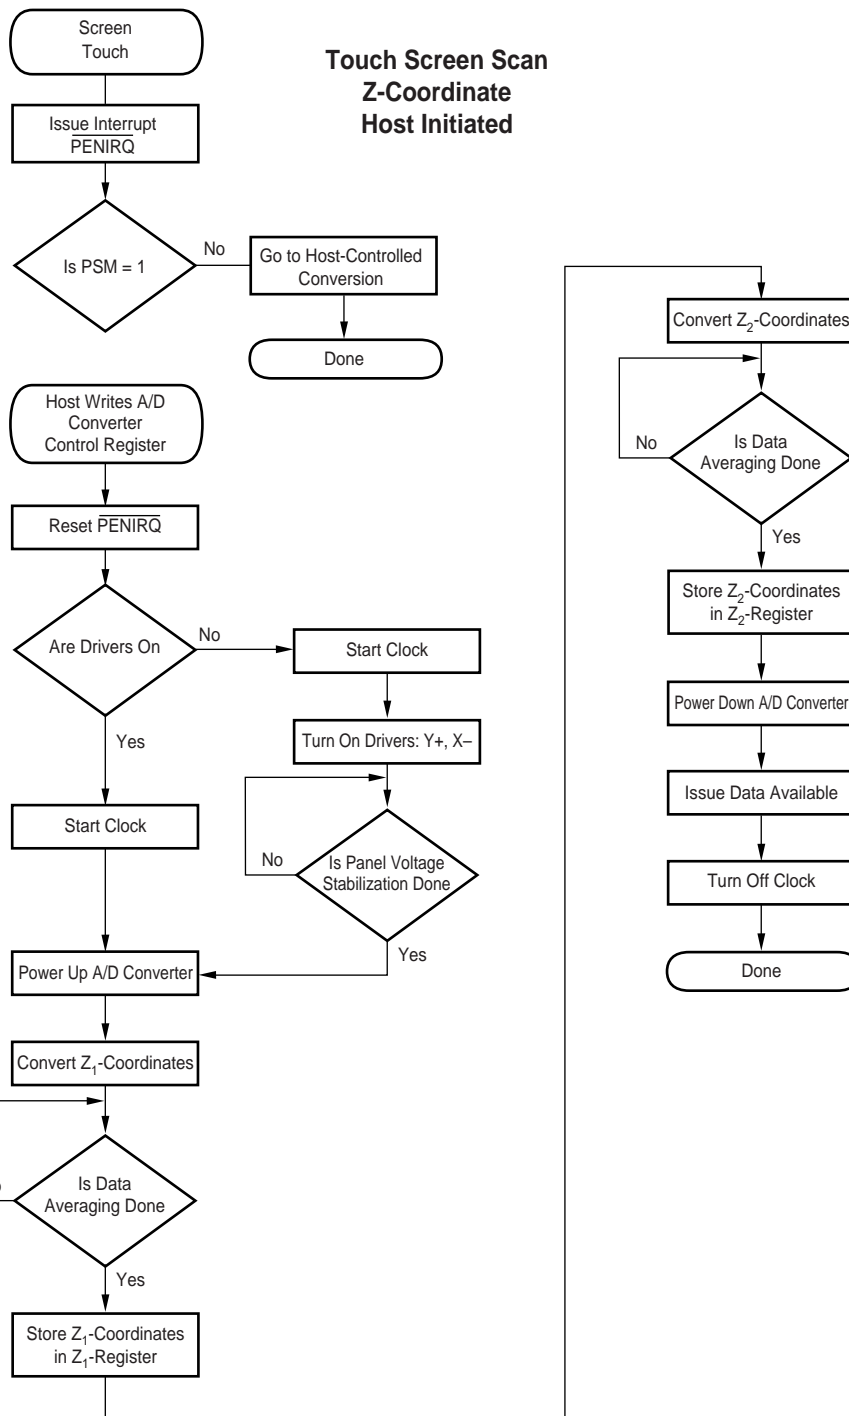 Screen
Touch
Touch Screen Scan
Z-Coordinate
Host Initiated
Issue Interrupt
PENIRQ
Is PSM = 1
No
Go to Host-Controlled
Conversion
Done
Host Writes A/D
Converter
Control Register
Reset PENIRQ
Are Drivers On
No
Start Clock
Turn On Drivers: Y+, X–
Yes
Start Clock
No
Is Panel Voltage
Stabilization Done
Yes
Power Up A/D Converter
Convert Z₁-Coordinates
Is Data
Averaging Done
Yes
Store Z₁-Coordinates
in Z₁-Register
Convert Z₂-Coordinates
No
Is Data
Averaging Done
Yes
Store Z₂-Coordinates
in Z₂-Register
Power Down A/D Converter
Issue Data Available
Turn Off Clock
Done